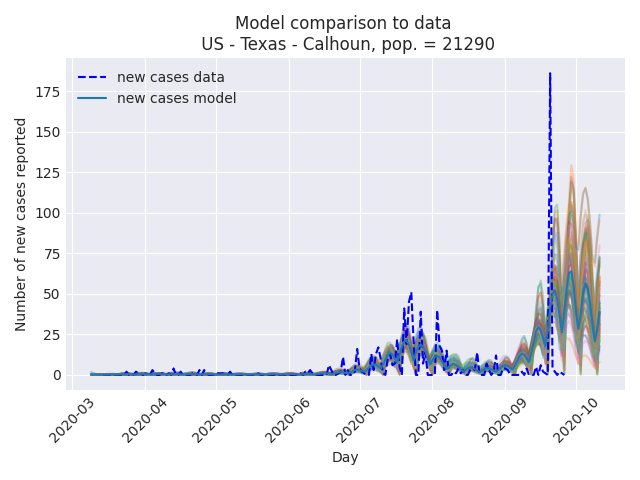 Model comparison to data
US - Texas - Calhoun, pop. = 21290
new cases data
new cases model
Number of new cases reported
175
150
125
100
75
50
25
0
2020-03
2020-04
2020-05
2020-06
2020-07
2020-08
2020-09
2020-10
Day